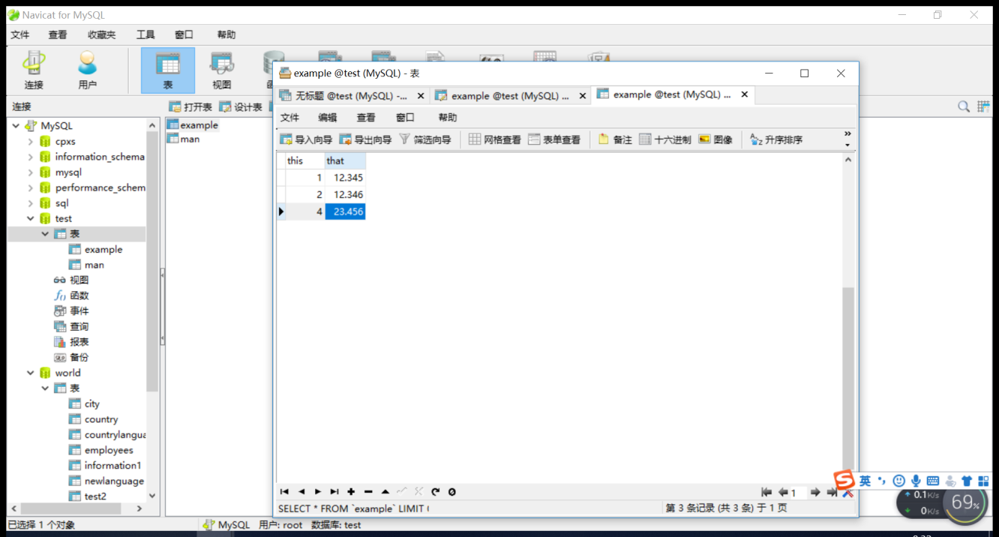 Navicat for MySQL
文件 查看 收藏夹 工具 窗口 帮助
连接 用户 表 视图
连接
打开表 设计表
MySQL
cpxs
information_schema
mysql
performance_schem
sql
test
表
example
man
视图
函数
事件
查询
报表
备份
world
表
city
country
countrylangua
employees
information1
newlanguage
test2
example
man
example @test (MySQL) - 表
无标题 @test (MySQL) -...
example @test (MySQL) ...
example @test (MySQL) ...
文件 编辑 查看 窗口 帮助
导入向导 导出向导 筛选向导 网格查看 表单查看 备注 十六进制 图像 升序排序
this that
1 12.345
2 12.346
4 23.456
1
SELECT * FROM `example` LIMIT
第 3 条记录 (共 3 条) 于 1 页
英
0.1K/s
0K/s
69%
已选择 1 个对象
MySQL 用户: root 数据库: test